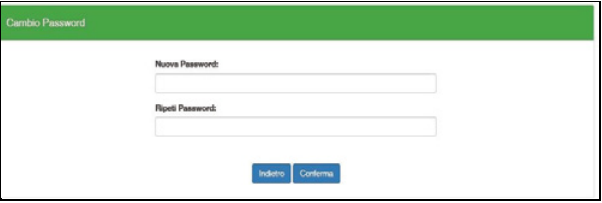 Cambio Password
Nuova Password:
Ripeti Password:
Indietro Conferma